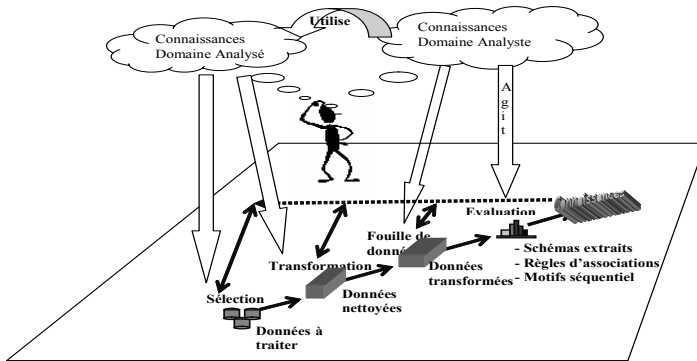 Utilise
Connaissances
Domaine Analysé
Connaissances
Domaine Analyste
Agit
Evaluation
Fouille de
donné
Transformation
Données
transformées
- Schémas extraits
- Règles d'associations
- Motifs séquentiel
Sélection
Données
nettoyées
Données à
traiter